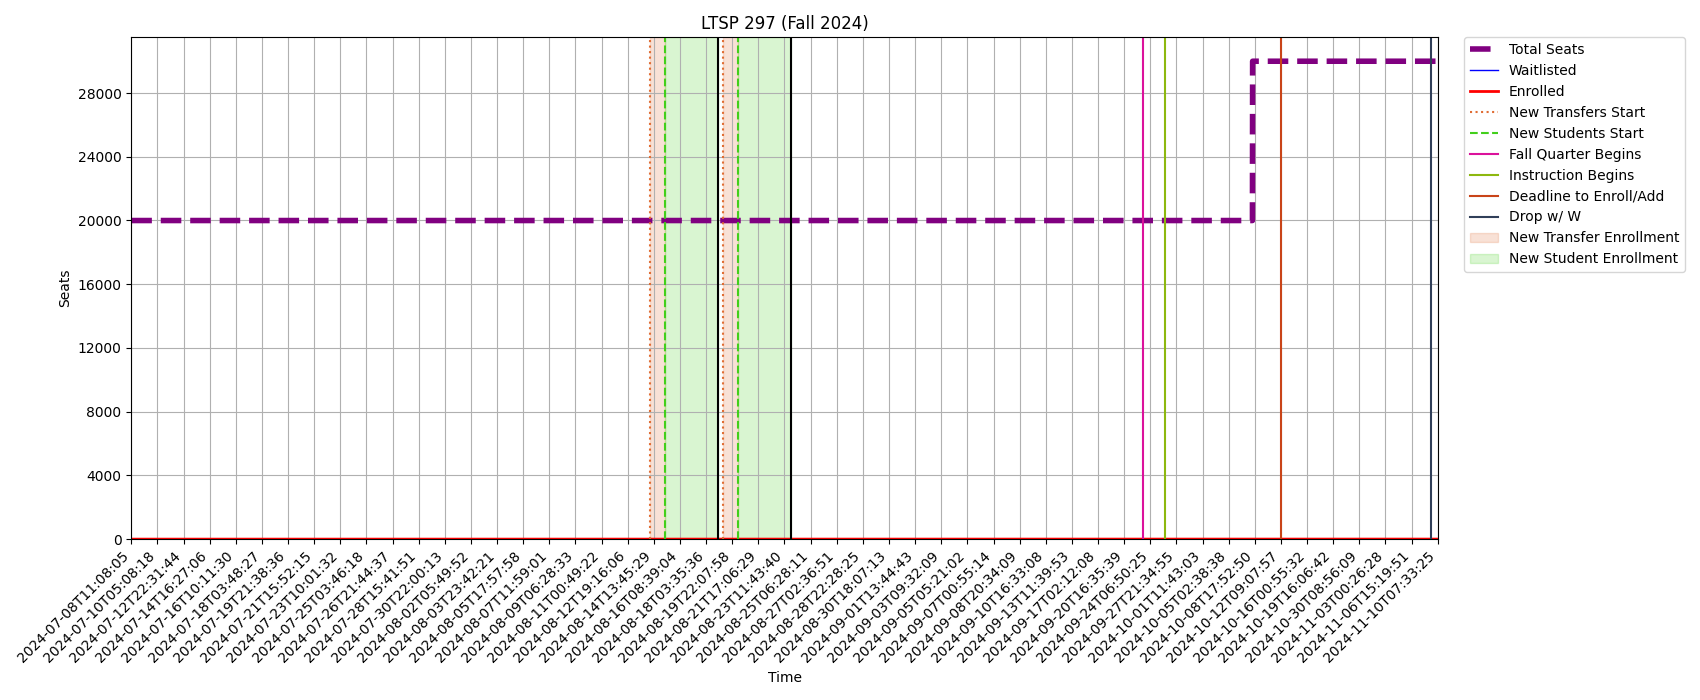 LTSP 297 (Fall 2024)
Total Seats
Waitlisted
Enrolled
New Transfers Start
New Students Start
Fall Quarter Begins
Instruction Begins
Deadline to Enroll/Add
Drop w/ W
New Transfer Enrollment
New Student Enrollment
Seats
28000
24000
20000
16000
12000
8000
4000
0
2024-07-08T11:08:05
2024-07-10T05:08:18
2024-07-12T22:31:44
2024-07-14T16:27:06
2024-07-16T10:11:30
2024-07-18T03:48:27
2024-07-19T21:38:36
2024-07-21T15:52:15
2024-07-23T10:01:32
2024-07-25T03:46:18
2024-07-26T21:44:37
2024-07-28T15:41:51
2024-07-30T22:00:13
2024-08-02T05:49:52
2024-08-03T23:42:21
2024-08-05T17:57:58
2024-08-07T11:59:01
2024-08-09T06:28:33
2024-08-11T00:49:22
2024-08-12T19:16:06
2024-08-14T13:45:29
2024-08-16T08:39:04
2024-08-18T03:35:36
2024-08-19T22:07:58
2024-08-21T17:06:29
2024-08-23T11:43:40
2024-08-25T06:28:11
2024-08-27T02:36:51
2024-08-28T22:28:25
2024-08-30T18:07:13
2024-09-01T13:44:43
2024-09-03T09:32:09
2024-09-05T05:21:02
2024-09-07T00:55:14
2024-09-08T20:34:09
2024-09-10T16:33:08
2024-09-13T11:39:53
2024-09-17T02:12:08
2024-09-20T16:35:39
2024-09-24T06:50:25
2024-09-27T21:34:55
2024-10-01T11:43:03
2024-10-05T02:38:38
2024-10-08T17:52:50
2024-10-12T09:07:57
2024-10-16T00:55:32
2024-10-19T16:06:42
2024-10-30T08:56:09
2024-11-03T00:26:28
2024-11-06T15:19:51
2024-11-10T07:33:25
Time